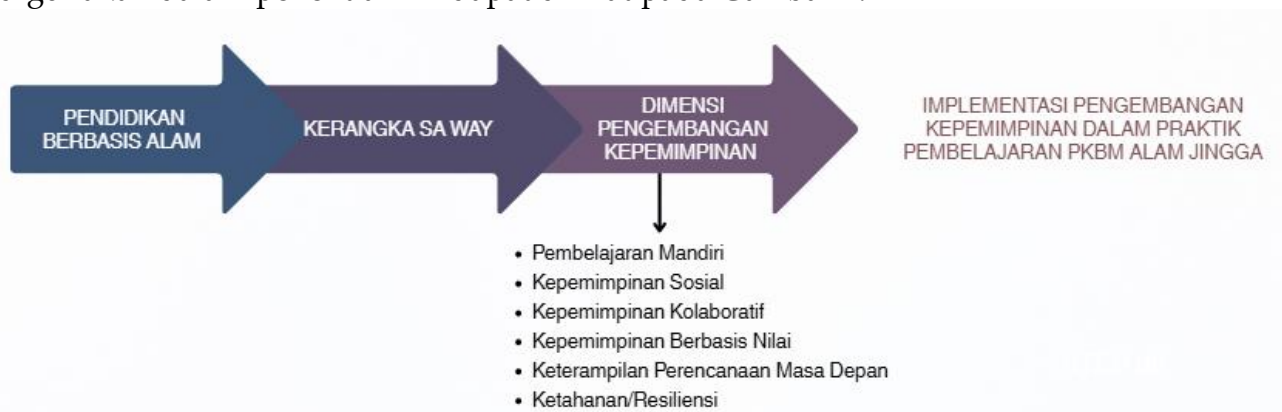 PENDIDIKAN
BERBASIS ALAM
KERANGKA SA WAY
DIMENSI
PENGEMBANGAN
KEPEMIMPINAN
IMPLEMENTASI PENGEMBANGAN
KEPEMIMPINAN DALAM PRAKTIK
PEMBELAJARAN PKBM ALAM JINGGA
• Pembelajaran Mandiri
• Kepemimpinan Sosial
• Kepemimpinan Kolaboratif
• Kepemimpinan Berbasis Nilai
• Keterampilan Perencanaan Masa Depan
• Ketahanan/Resiliensi